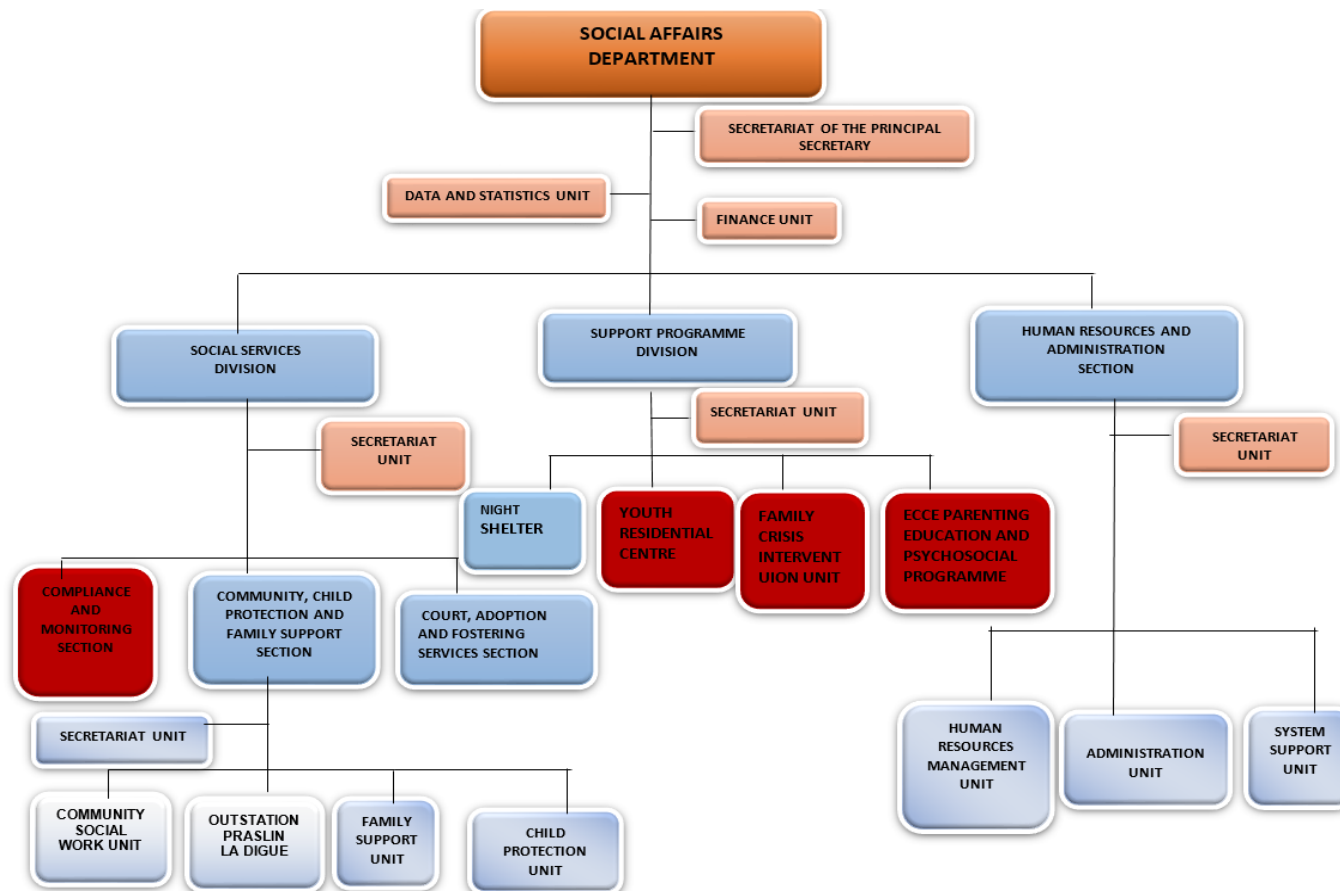 SOCIAL AFFAIRS
DEPARTMENT
SECRETARIAT OF THE PRINCIPAL
SECRETARY
DATA AND STATISTICS UNIT
FINANCE UNIT
SOCIAL SERVICES
DIVISION
SUPPORT PROGRAMME
DIVISION
HUMAN RESOURCES AND
ADMINISTRATION
SECTION
SECRETARIAT
UNIT
SECRETARIAT UNIT
SECRETARIAT
UNIT
NIGHT
SHELTER
YOUTH
RESIDENTIAL
CENTRE
FAMILY
CRISIS
INTERVENT
UION UNIT
ECCE PARENTING
EDUCATION AND
PSYCHOSOCIAL
PROGRAMME
COMPLIANCE
AND
MONITORING
SECTION
COMMUNITY, CHILD
PROTECTION AND
FAMILY SUPPORT
SECTION
COURT, ADOPTION
AND FOSTERING
SERVICES SECTION
SECRETARIAT UNIT
HUMAN
RESOURCES
MANAGEMENT
UNIT
ADMINISTRATION
UNIT
SYSTEM
SUPPORT
UNIT
COMMUNITY
SOCIAL
WORK UNIT
OUTSTATION
PRASLIN
LA DIGUE
FAMILY
SUPPORT
UNIT
CHILD
PROTECTION
UNIT